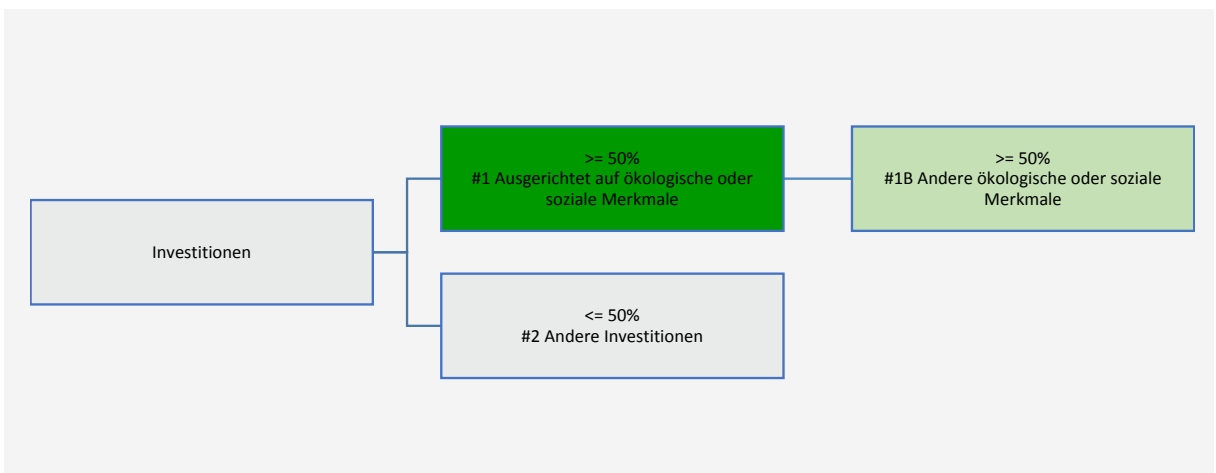 Investitionen
>= 50%
#1 Ausgerichtet auf ökologische oder
soziale Merkmale
>= 50%
#1B Andere ökologische oder soziale
Merkmale
<= 50%
#2 Andere Investitionen